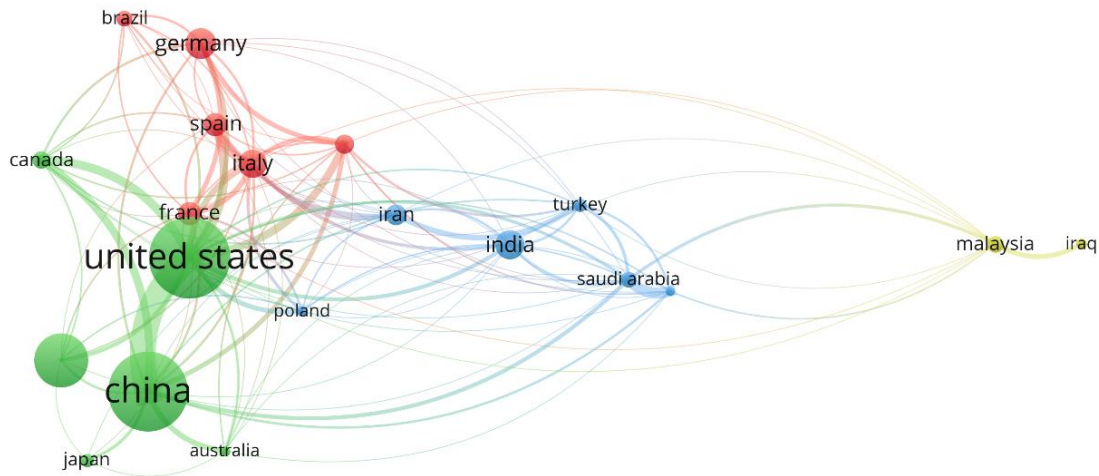 brazil
germany
spain
canada
italy
france
iran
turkey
united states
india
malaysia
iraq
saudi arabia
poland
china
japan
australia